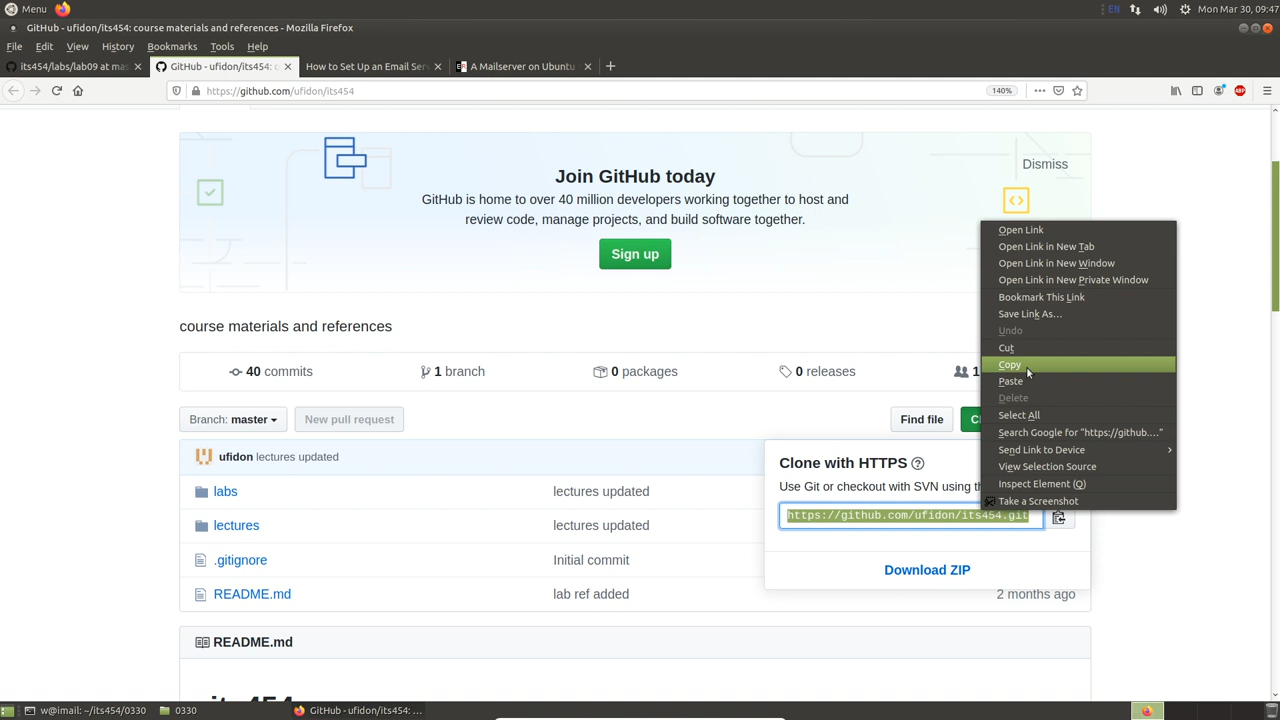 Menu
EN
Mon Mar 30, 09:47
GitHub - ufidon/its454: course materials and references - Mozilla Firefox
File Edit View History Bookmarks Tools Help
its454/labs/lab09 at mas
GitHub - ufidon/its454: c
How to Set Up an Email Serv
A Mailserver on Ubuntu
https://github.com/ufidon/its454
140%
ABP
Join GitHub today
Dismiss
GitHub is home to over 40 million developers working together to host and
review code, manage projects, and build software together.
Sign up
course materials and references
40 commits
1 branch
0 packages
0 releases
1
Branch: master
New pull request
Find file
ufidon lectures updated
labs
lectures updated
lectures
lectures updated
.gitignore
Initial commit
README.md
lab ref added
2 months ago
Clone with HTTPS
Use Git or checkout with SVN using th
https://github.com/ufidon/its454.git
Download ZIP
Open Link
Open Link in New Tab
Open Link in New Window
Open Link in New Private Window
Bookmark This Link
Save Link As...
Undo
Cut
Copy
Paste
Delete
Select All
Search Google for "https://github...."
Send Link to Device
View Selection Source
Inspect Element (Q)
Take a Screenshot
README.md
w@imail: ~/its454/0330
0330
GitHub - ufidon/its454: ...